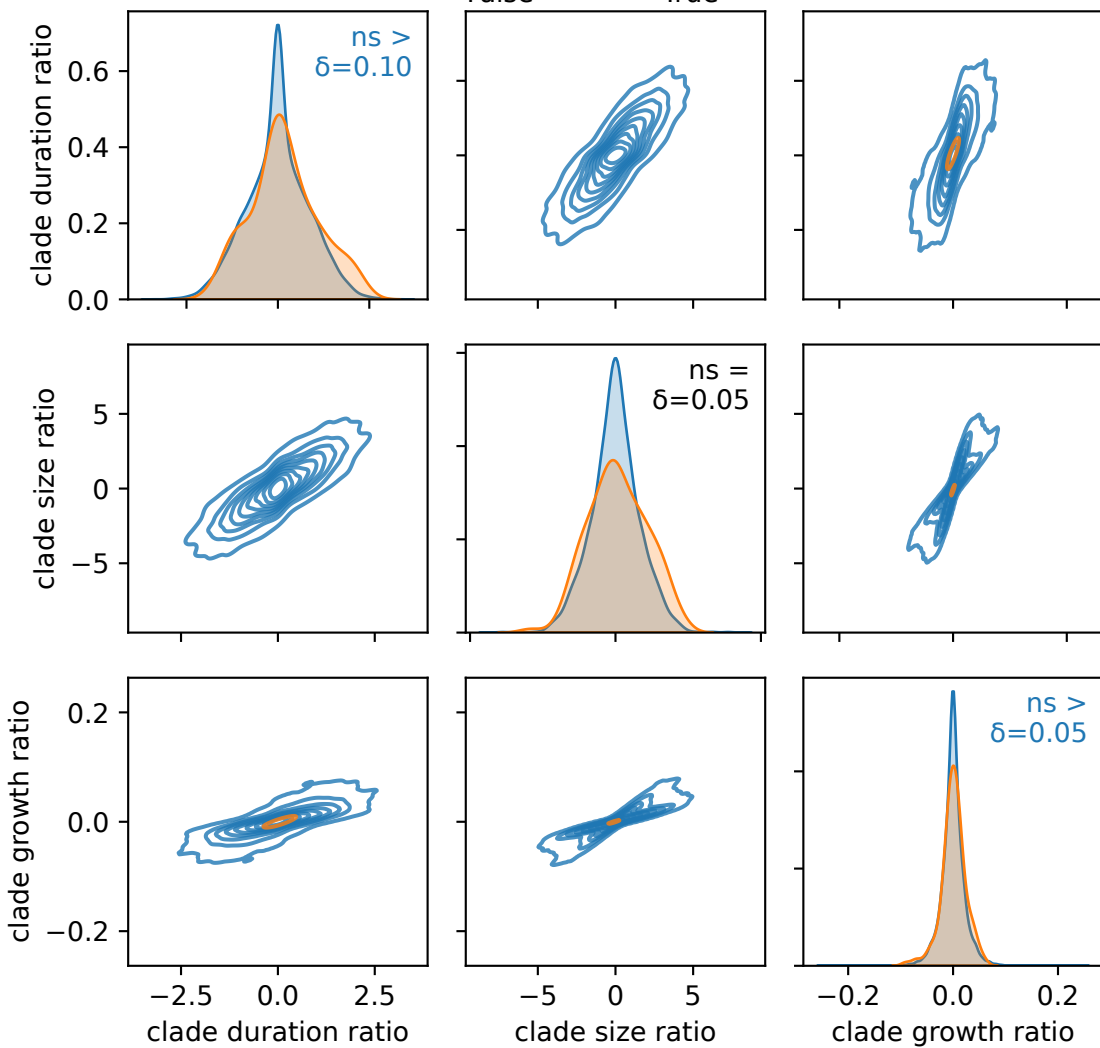 False True
clade duration ratio
0.6
0.4
0.2
0.0
ns >
δ=0.10
clade size ratio
5
0
−5
ns =
δ=0.05
clade growth ratio
0.2
0.0
−0.2
ns >
δ=0.05
−2.5 0.0 2.5
−5 0 5
−0.2 0.0 0.2
clade duration ratio
clade size ratio
clade growth ratio